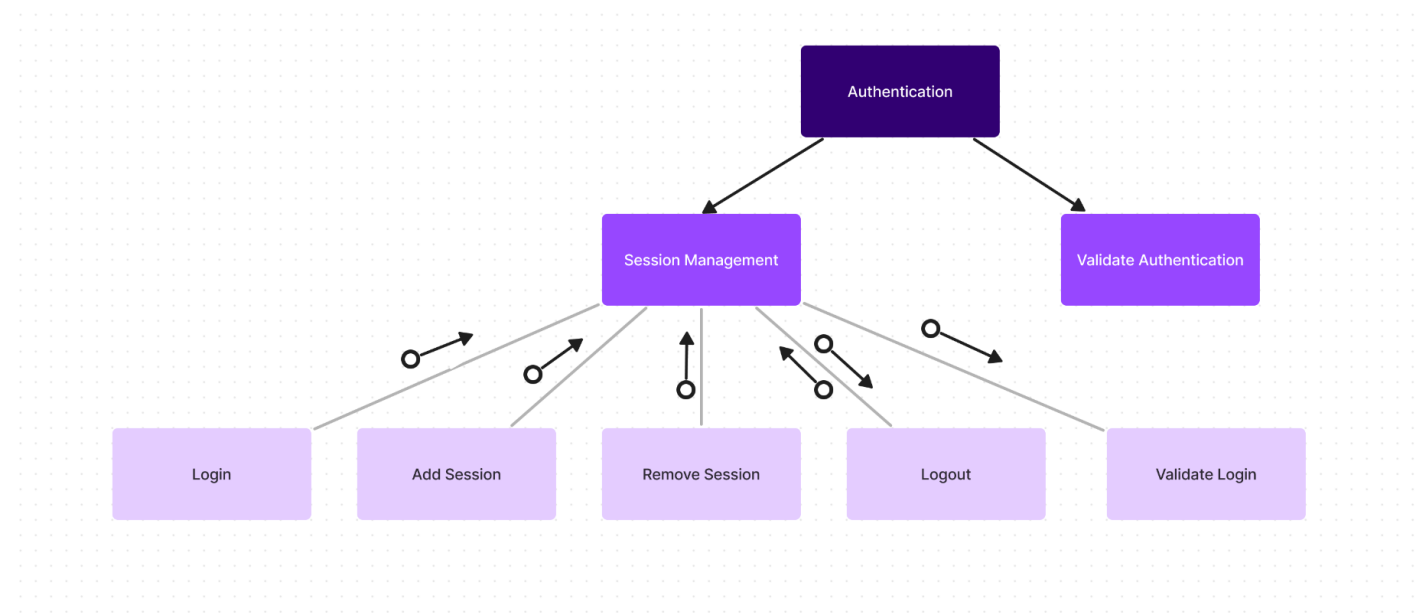 Authentication
Session Management
Validate Authentication
Login
Add Session
Remove Session
Logout
Validate Login